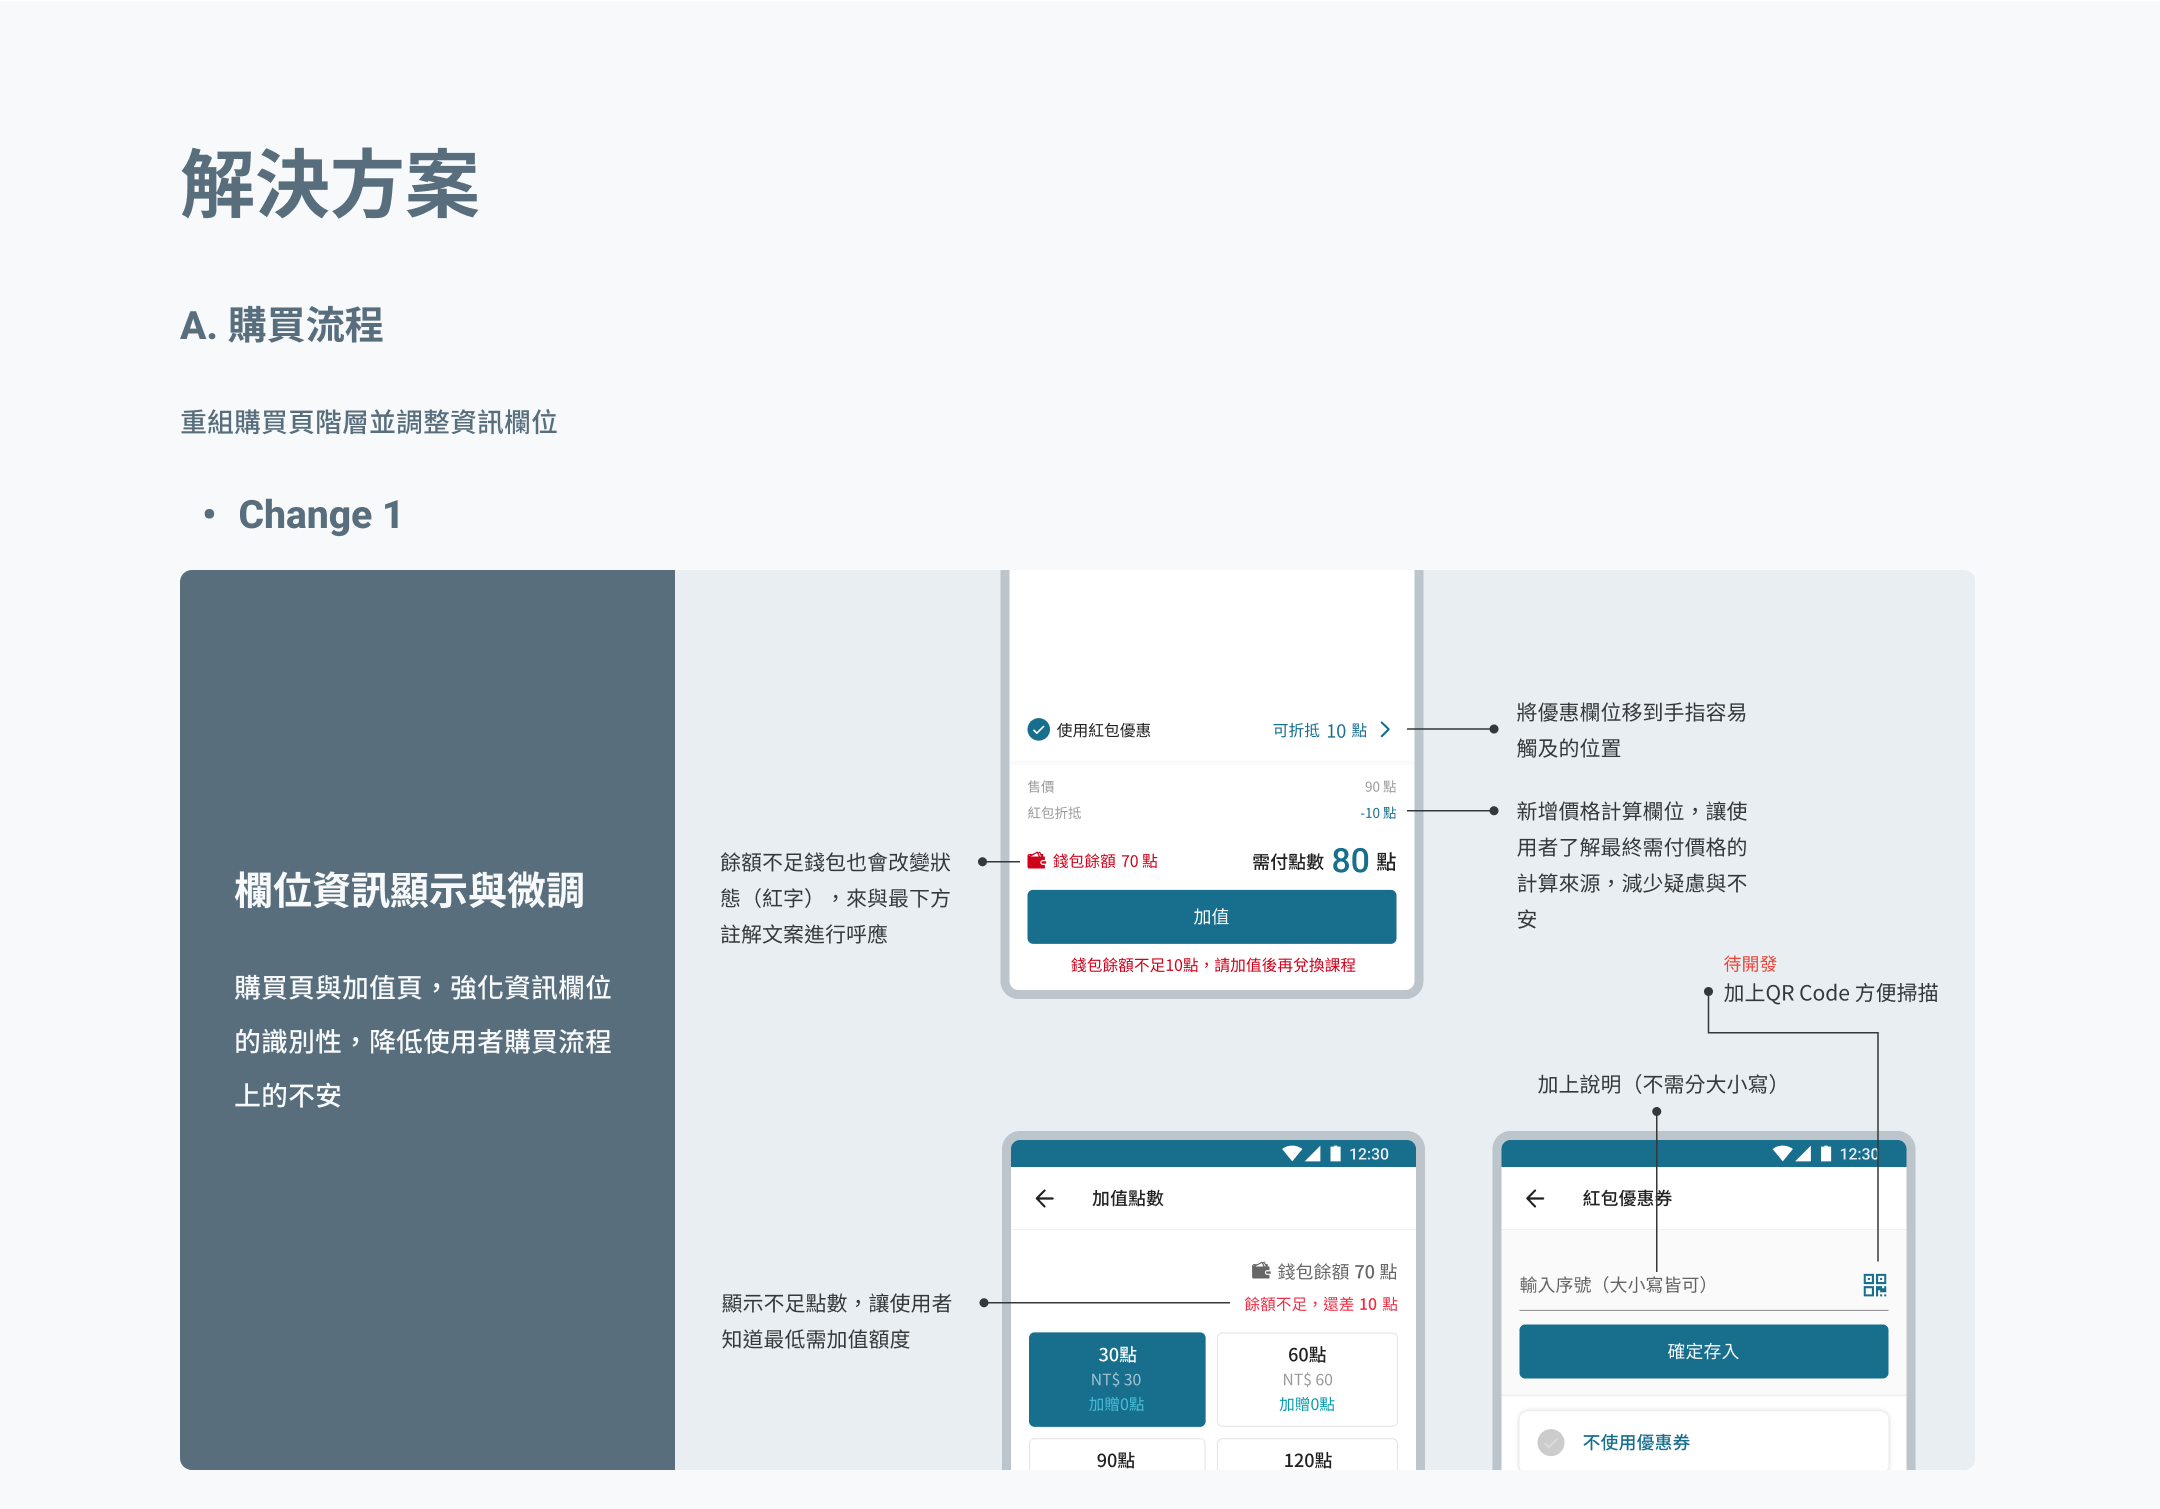 解決方案
A. 購買流程
重組購買頁階層並調整資訊欄位
• Change 1
欄位資訊顯示與微調
購買頁與加值頁，強化資訊欄位
的識別性，降低使用者購買流程
上的不安
使用紅包優惠
可折抵 10 點
售價
90 點
紅包折抵
-10 點
錢包餘額 70 點
需付點數 80 點
加值
錢包餘額不足10點，請加值後再兌換課程
餘額不足錢包也會改變狀
態（紅字），來與最下方
註解文案進行呼應
將優惠欄位移到手指容易
觸及的位置
新增價格計算欄位，讓使
用者了解最終需付價格的
計算來源，減少疑慮與不
安
待開發
加上QR Code 方便掃描
加上說明（不需分大小寫）
顯示不足點數，讓使用者
知道最低需加值額度
12:30
加值點數
錢包餘額 70 點
餘額不足，還差 10 點
30點
NT$ 30
加贈0點
60點
NT$ 60
加贈0點
90點
120點
12:30
紅包優惠券
輸入序號（大小寫皆可）
確定存入
不使用優惠券